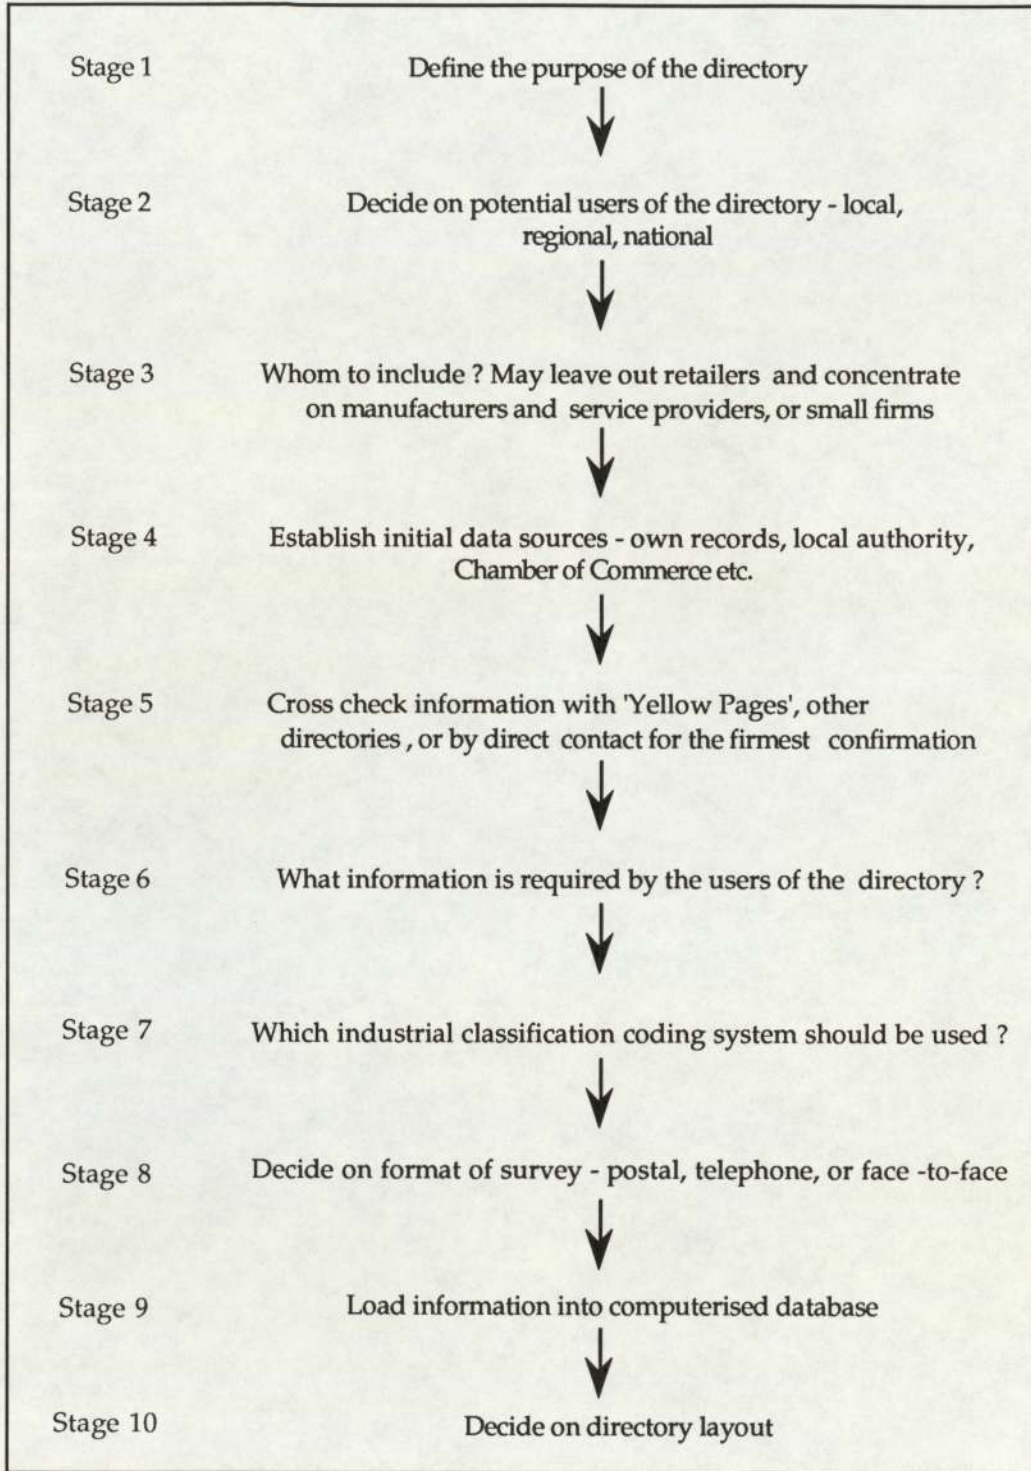 Stage 1 Define the purpose of the directory
Stage 2 Decide on potential users of the directory - local,
regional, national
Stage 3 Whom to include ? May leave out retailers and concentrate
on manufacturers and service providers, or small firms
Stage 4 Establish initial data sources - own records, local authority,
Chamber of Commerce etc.
Stage 5 Cross check information with 'Yellow Pages', other
directories , or by direct contact for the firmest confirmation
Stage 6 What information is required by the users of the directory ?
Stage 7 Which industrial classification coding system should be used ?
Stage 8 Decide on format of survey - postal, telephone, or face -to-face
Stage 9 Load information into computerised database
Stage 10 Decide on directory layout